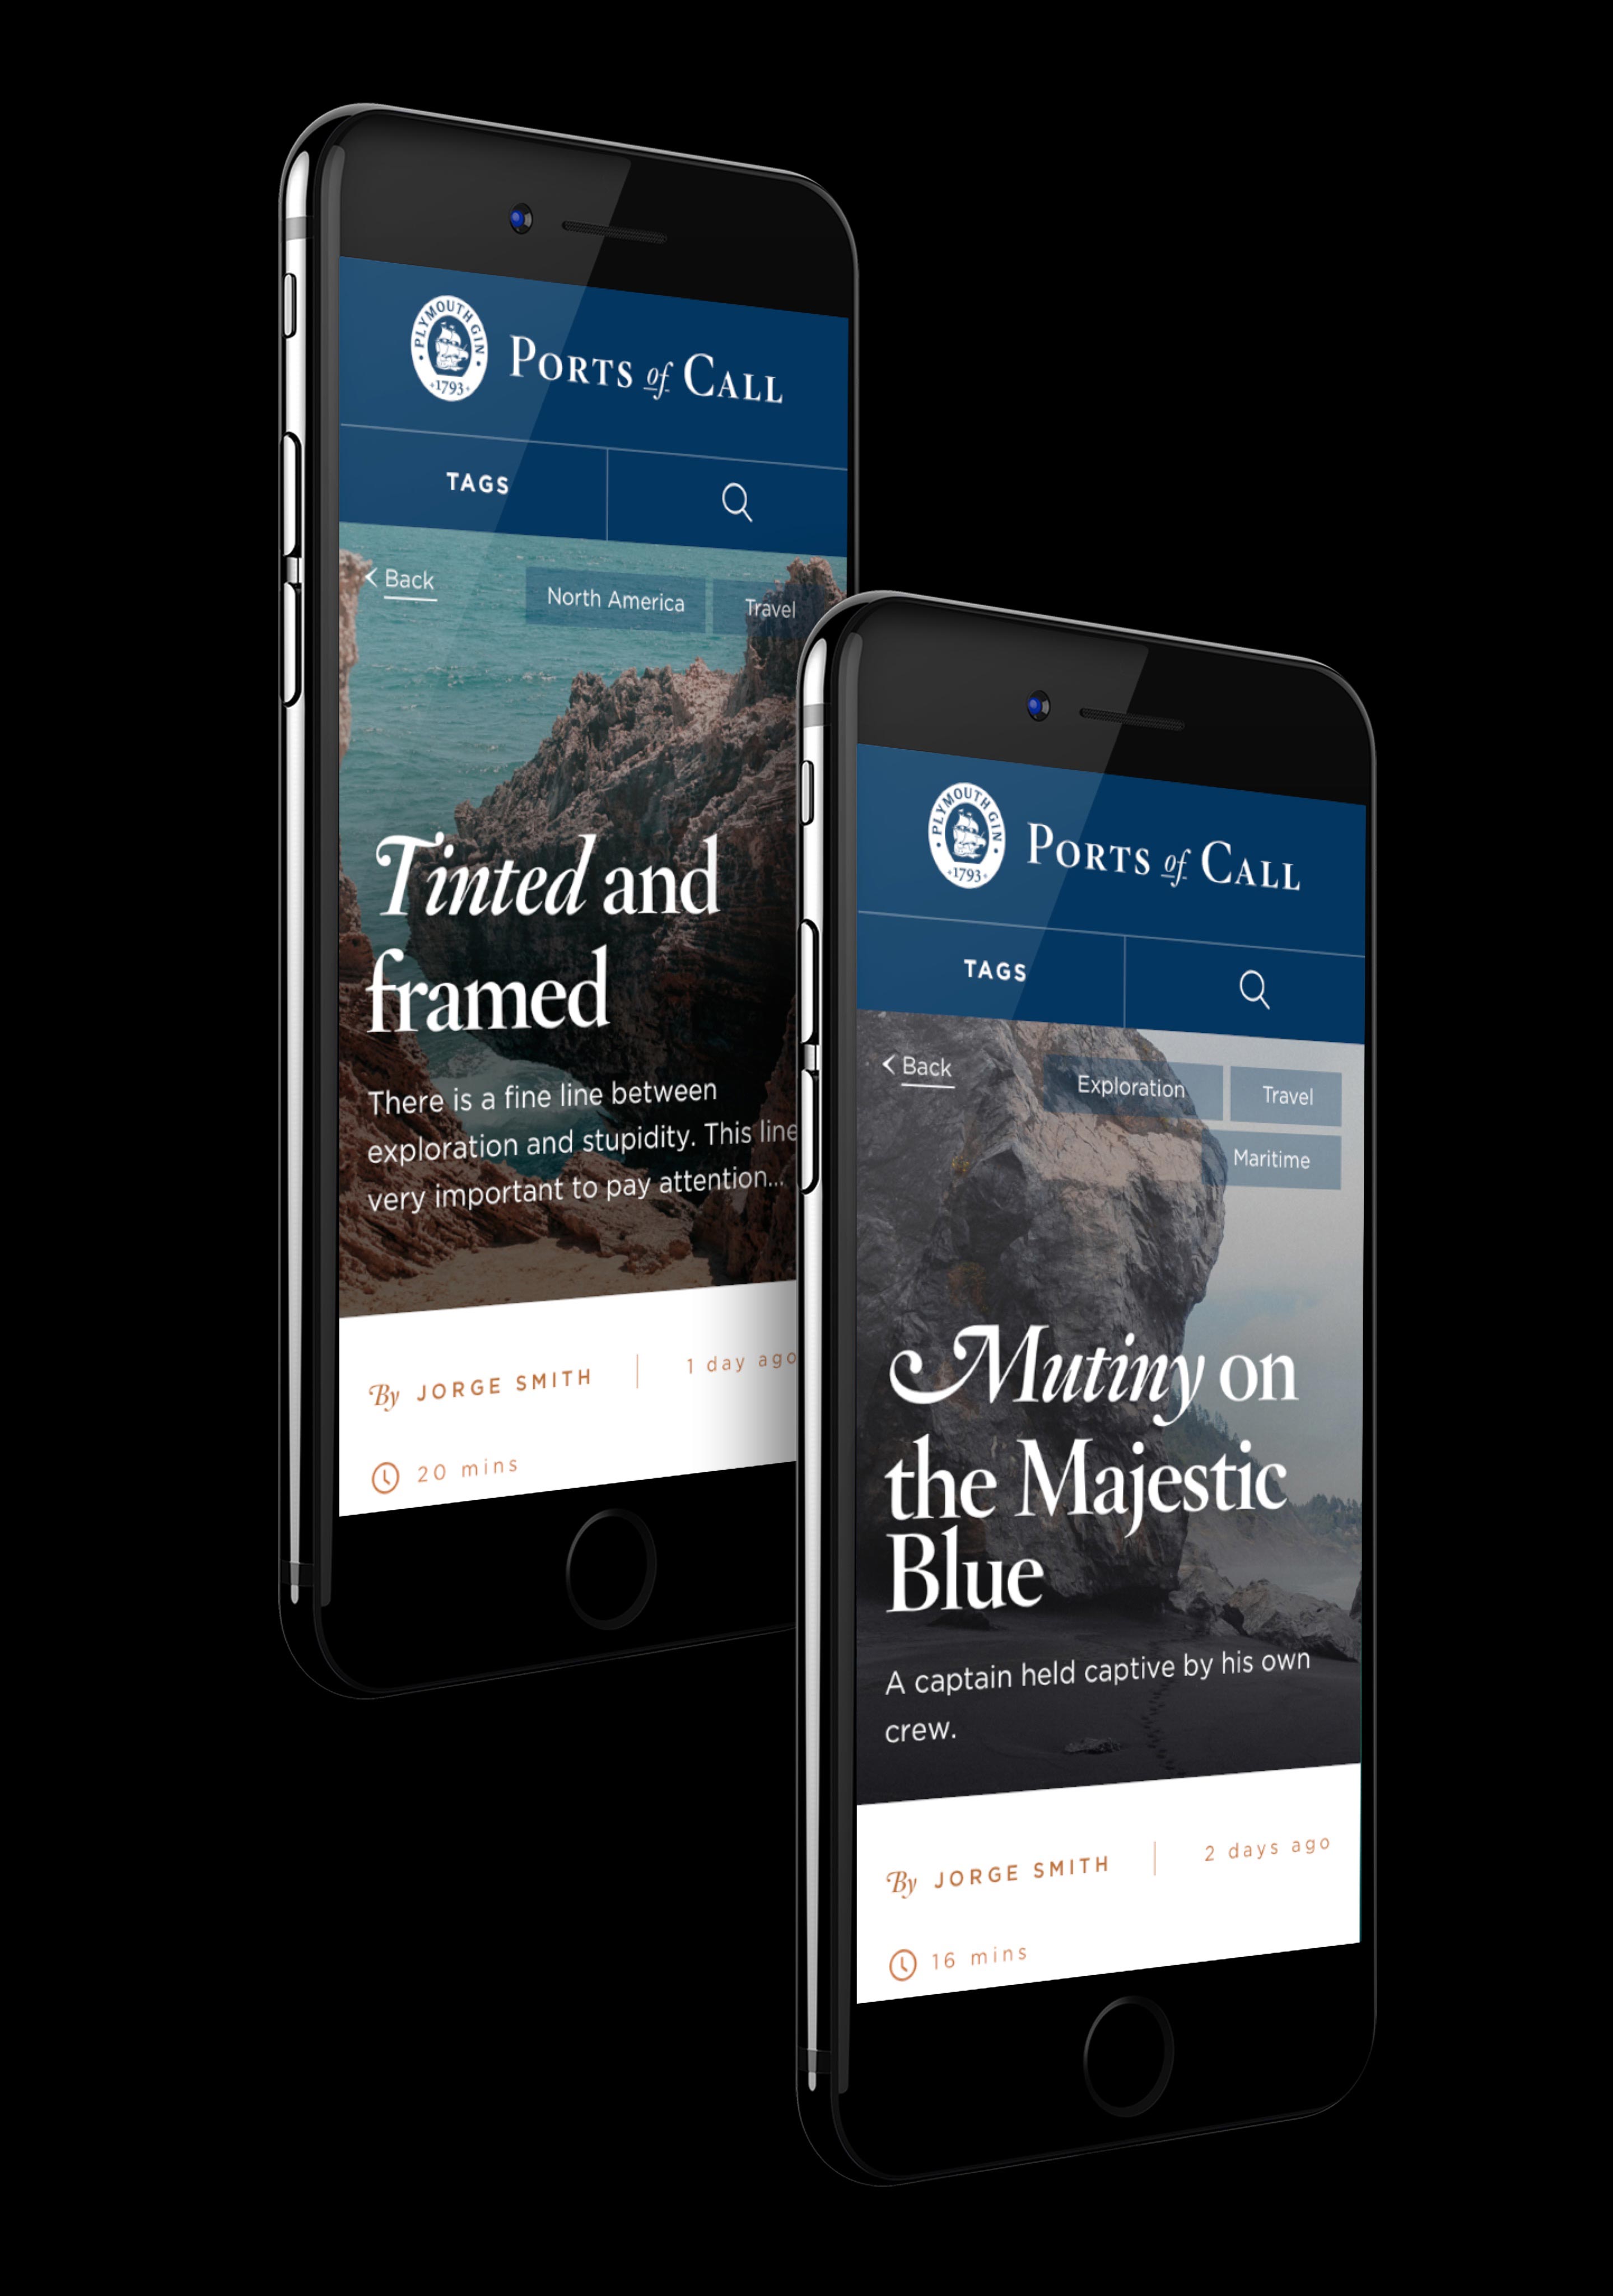 PLYMOUTH GIN
1793
PORTS of CALL
TAGS
Back
North America
Travel
Tinted and
framed
There is a fine line between
exploration and stupidity. This line
very important to pay attention...
By JORGE SMITH
1 day ago
20 mins
PLYMOUTH GIN
1793
PORTS of CALL
TAGS
Back
Exploration
Travel
Maritime
Mutiny on
the Majestic
Blue
A captain held captive by his own
crew.
By JORGE SMITH
2 days ago
16 mins